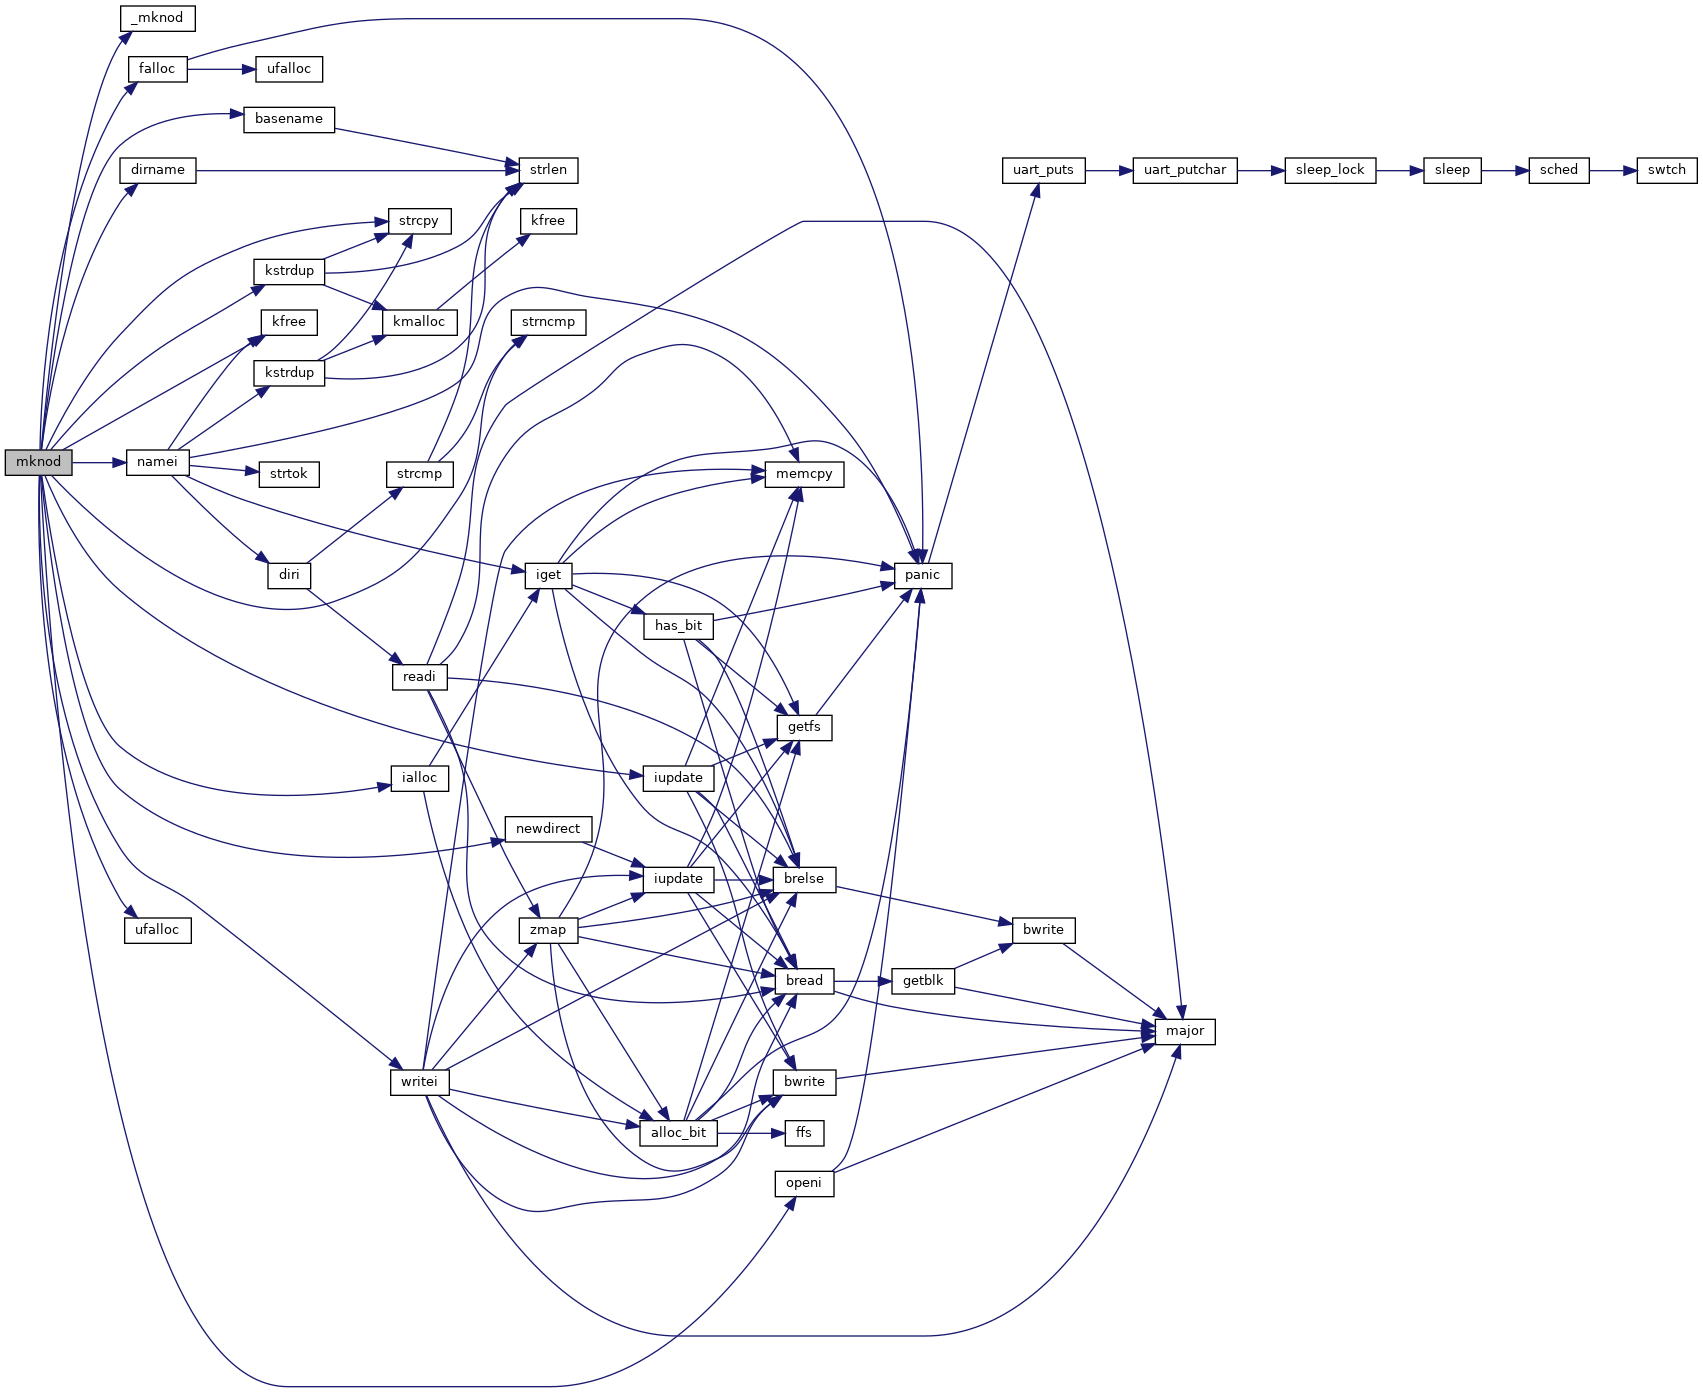 _mknod
falloc
ufalloc
basename
dirname
strlen
uart_puts
uart_putchar
sleep_lock
sleep
sched
swtch
strcpy
kfree
kstrdup
kfree
kmalloc
strncmp
kstrdup
mknod
namei
strtok
strcmp
memcpy
diri
iget
panic
has_bit
readi
getfs
ialloc
iupdate
newdirect
iupdate
brelse
ufalloc
zmap
bwrite
bread
getblk
major
writei
bwrite
alloc_bit
ffs
openi